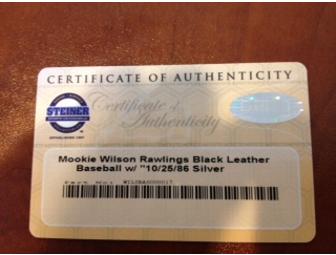 CERTIFICATE OF AUTHENTICITY
STEINER
Certificate of
Authenticity
Mookie Wilson Rawlings Black Leather
Baseball w/ "10/25/86 Silver